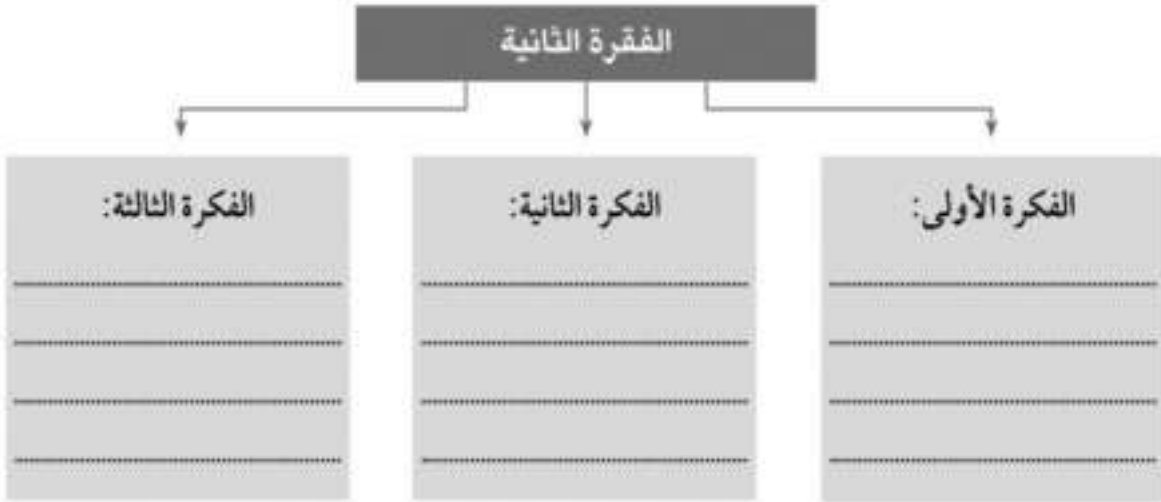 الفقرة الثانية
الفكرة الأولى:
الفكرة الثانية:
الفكرة الثالثة: